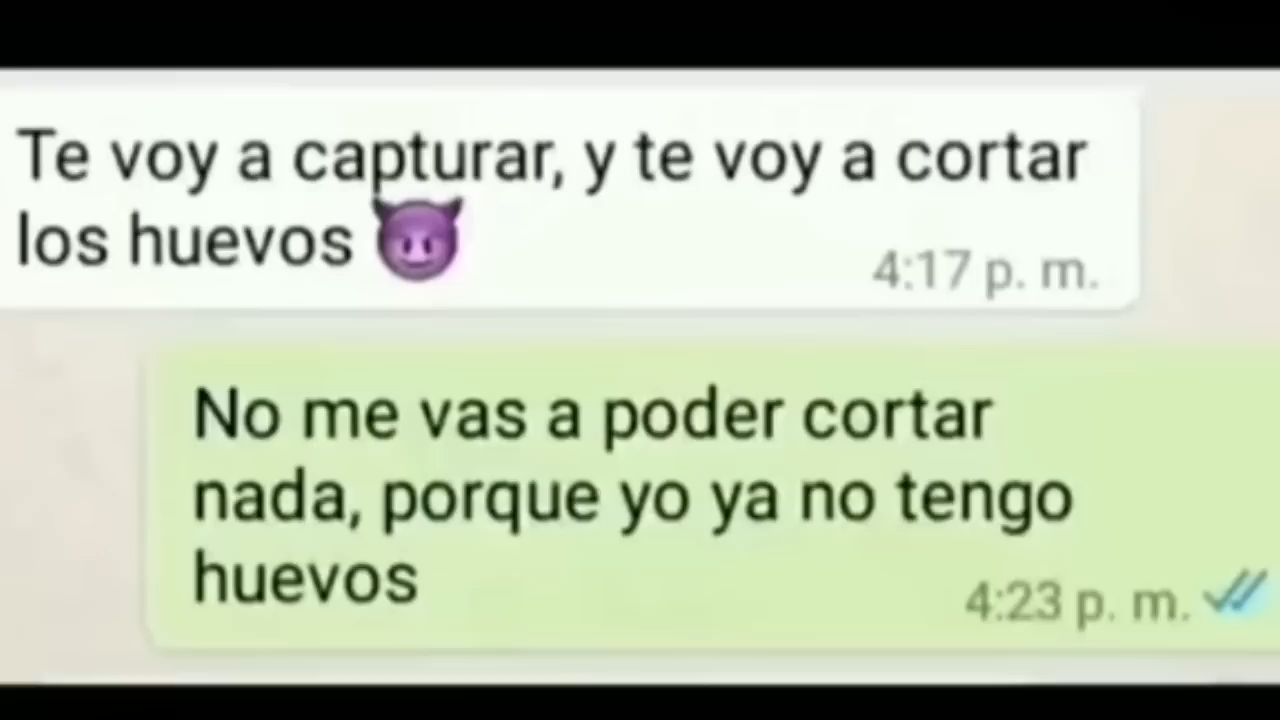 Te voy a capturar, y te voy a cortar
los huevos 😈
4:17 p. m.
No me vas a poder cortar
nada, porque yo ya no tengo
huevos
4:23 p. m.